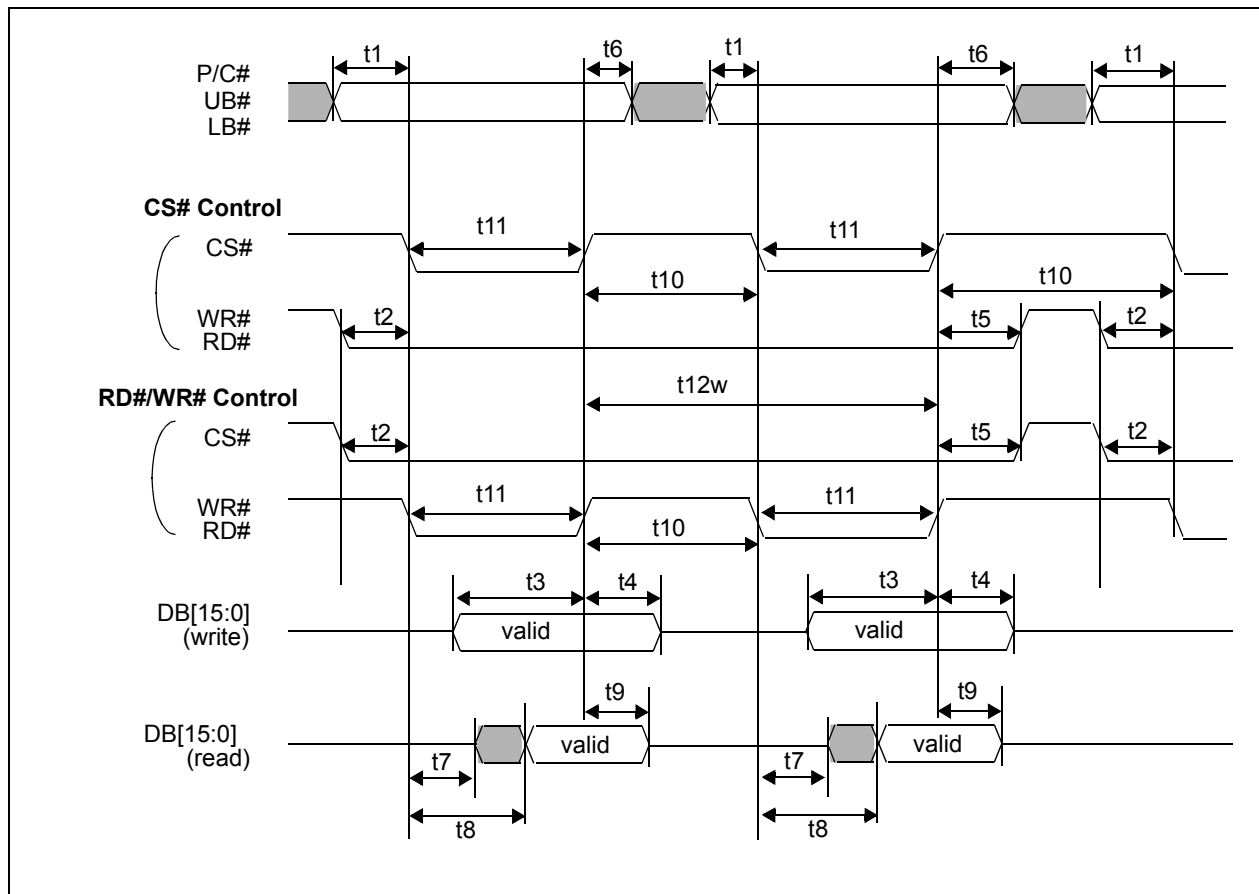 t1 t6 t1 t6 t1
P/C#
UB#
LB#
CS# Control
CS#
t11 t11
t10 t10
WR#
RD#
t2 t5 t2
t12w
RD#/WR# Control
CS#
t2 t5 t2
WR#
RD#
t11 t11
t10
t3 t4 t3 t4
DB[15:0]
(write)
valid valid
t9 t9
DB[15:0]
(read)
valid valid
t7 t7
t8 t8